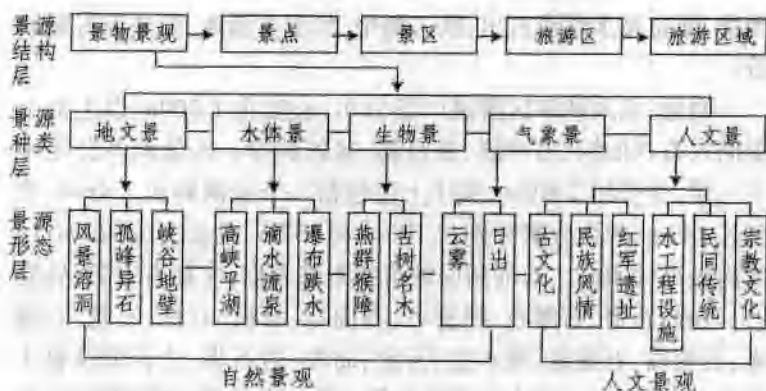 景源结构层
景物景观
景点
景区
旅游区
旅游区域
景源种类层
地文景
水体景
生物景
气象景
人文景
景源形态层
风景溶洞
孤峰异石
峡谷地壁
高峡平湖
滴水流泉
瀑布跌水
燕群猴障
古树名木
云雾
日出
古文化
民族风情
红军遗址
水工程设施
民间传统
宗教文化
自然景观
人文景观